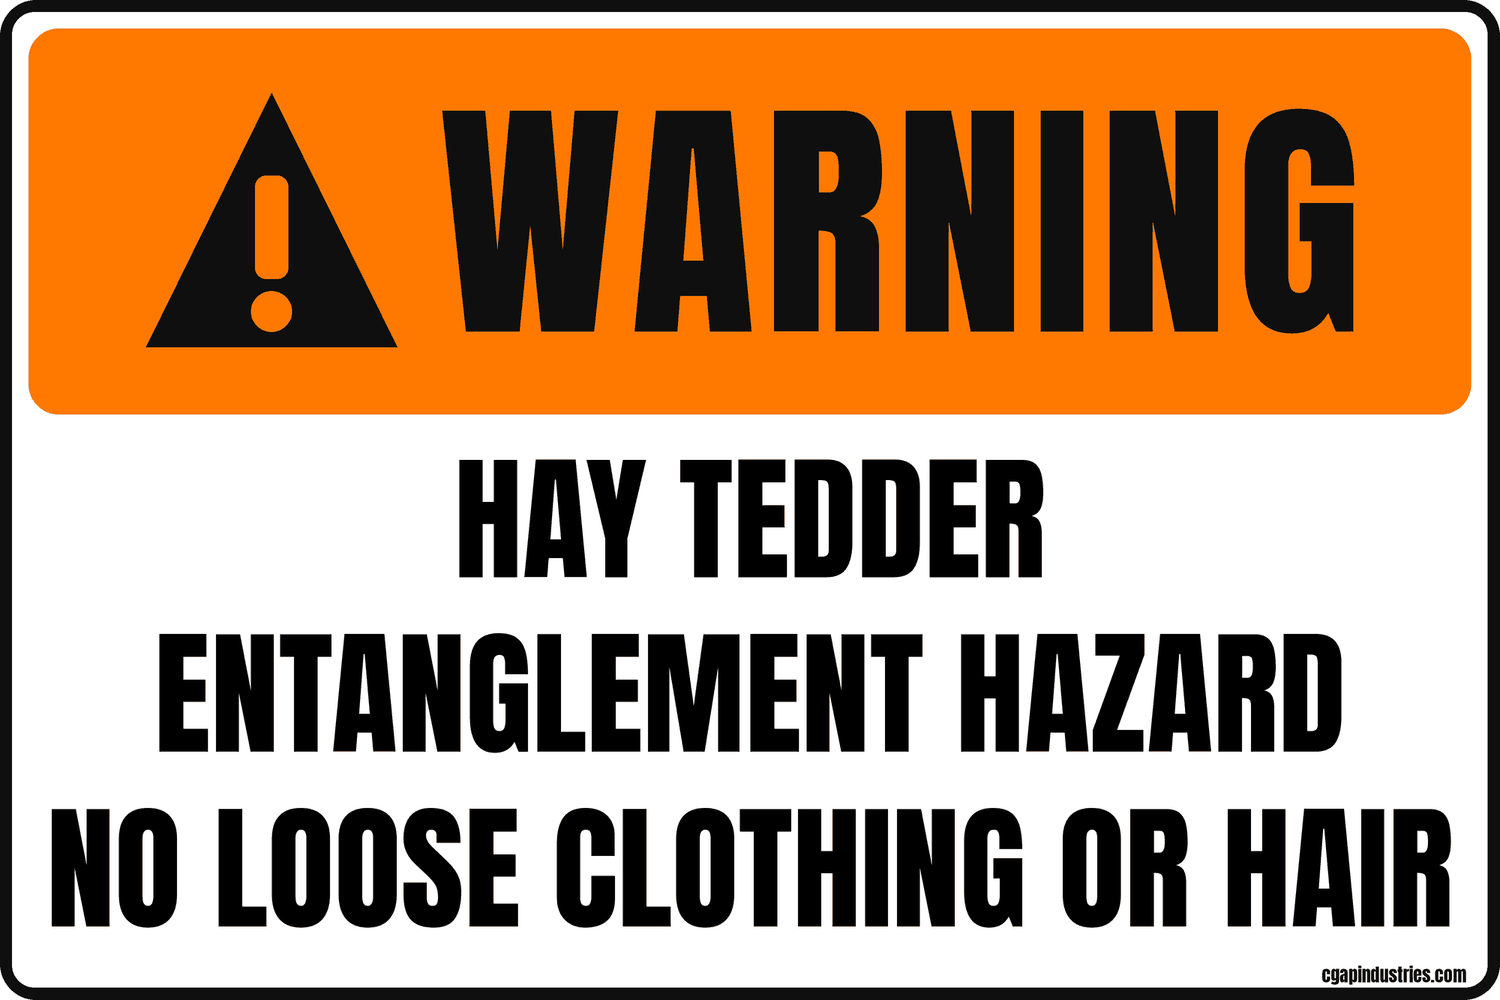 WARNING
HAY TEDDER
ENTANGLEMENT HAZARD
NO LOOSE CLOTHING OR HAIR
cgapindustries.com